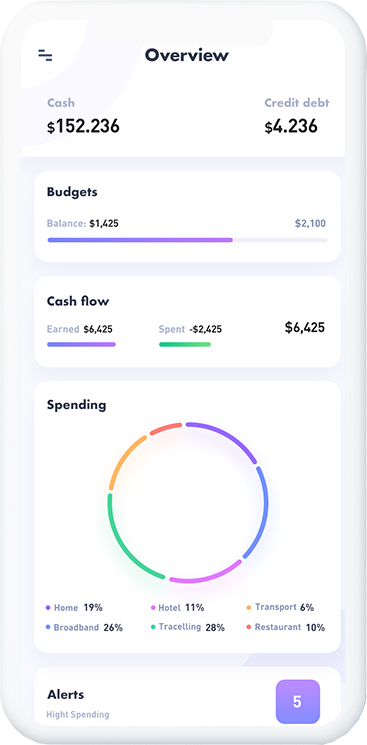 Overview
Cash Credit debt
$152.236 $4.236
Budgets
Balance: $1,425 $2,100
Cash flow
Earned $6,425 Spent -$2,425 $6,425
Spending
Home 19% Hotel 11% Transport 6%
Broadband 26% Tracelling 28% Restaurant 10%
Alerts
Hight Spending
5